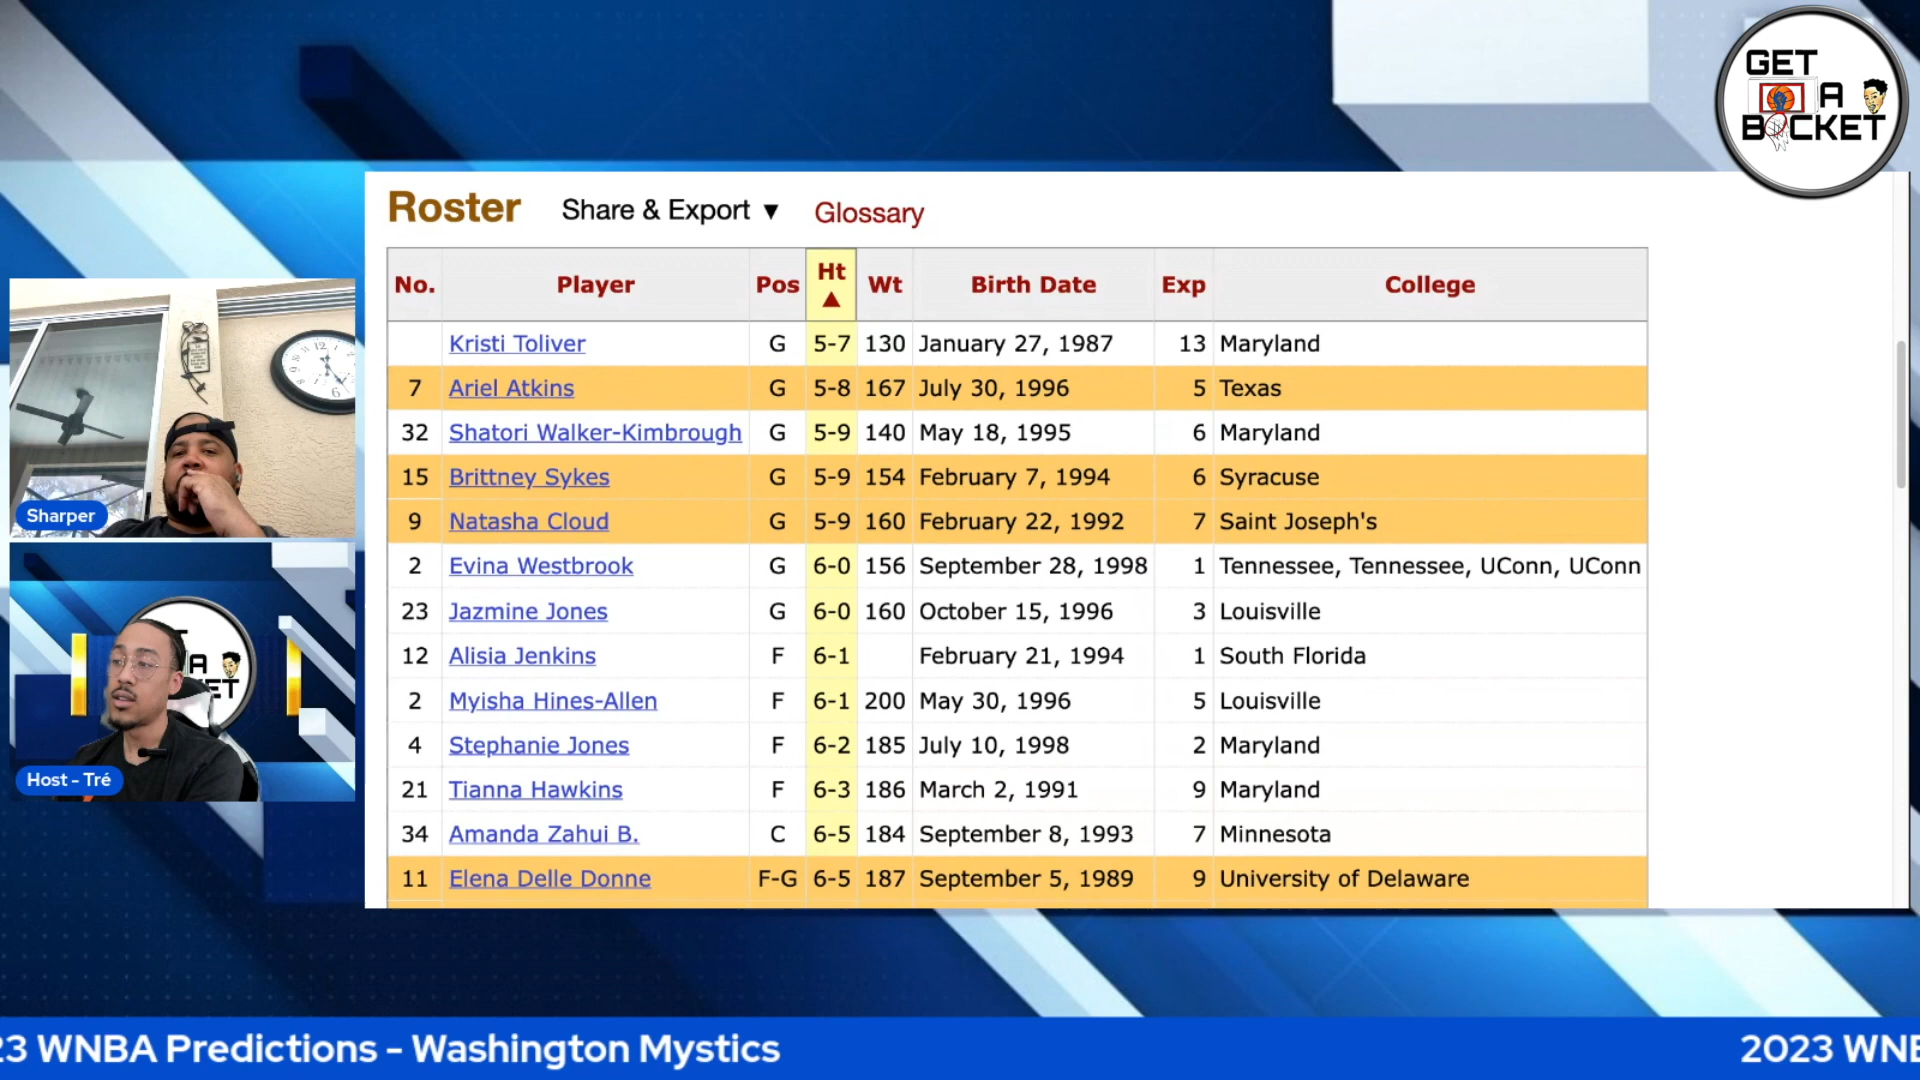 GET
A
BUCKET
Roster Share & Export ▼ Glossary
No. Player Pos Ht ▲ Wt Birth Date Exp College
Kristi Toliver G 5-7 130 January 27, 1987 13 Maryland
7 Ariel Atkins G 5-8 167 July 30, 1996 5 Texas
32 Shatori Walker-Kimbrough G 5-9 140 May 18, 1995 6 Maryland
15 Brittney Sykes G 5-9 154 February 7, 1994 6 Syracuse
9 Natasha Cloud G 5-9 160 February 22, 1992 7 Saint Joseph's
2 Evina Westbrook G 6-0 156 September 28, 1998 1 Tennessee, Tennessee, UConn, UConn
23 Jazmine Jones G 6-0 160 October 15, 1996 3 Louisville
12 Alisia Jenkins F 6-1 February 21, 1994 1 South Florida
2 Myisha Hines-Allen F 6-1 200 May 30, 1996 5 Louisville
4 Stephanie Jones F 6-2 185 July 10, 1998 2 Maryland
21 Tianna Hawkins F 6-3 186 March 2, 1991 9 Maryland
34 Amanda Zahui B. C 6-5 184 September 8, 1993 7 Minnesota
11 Elena Delle Donne F-G 6-5 187 September 5, 1989 9 University of Delaware
Sharper
Host - Tré
23 WNBA Predictions - Washington Mystics
2023 WNB